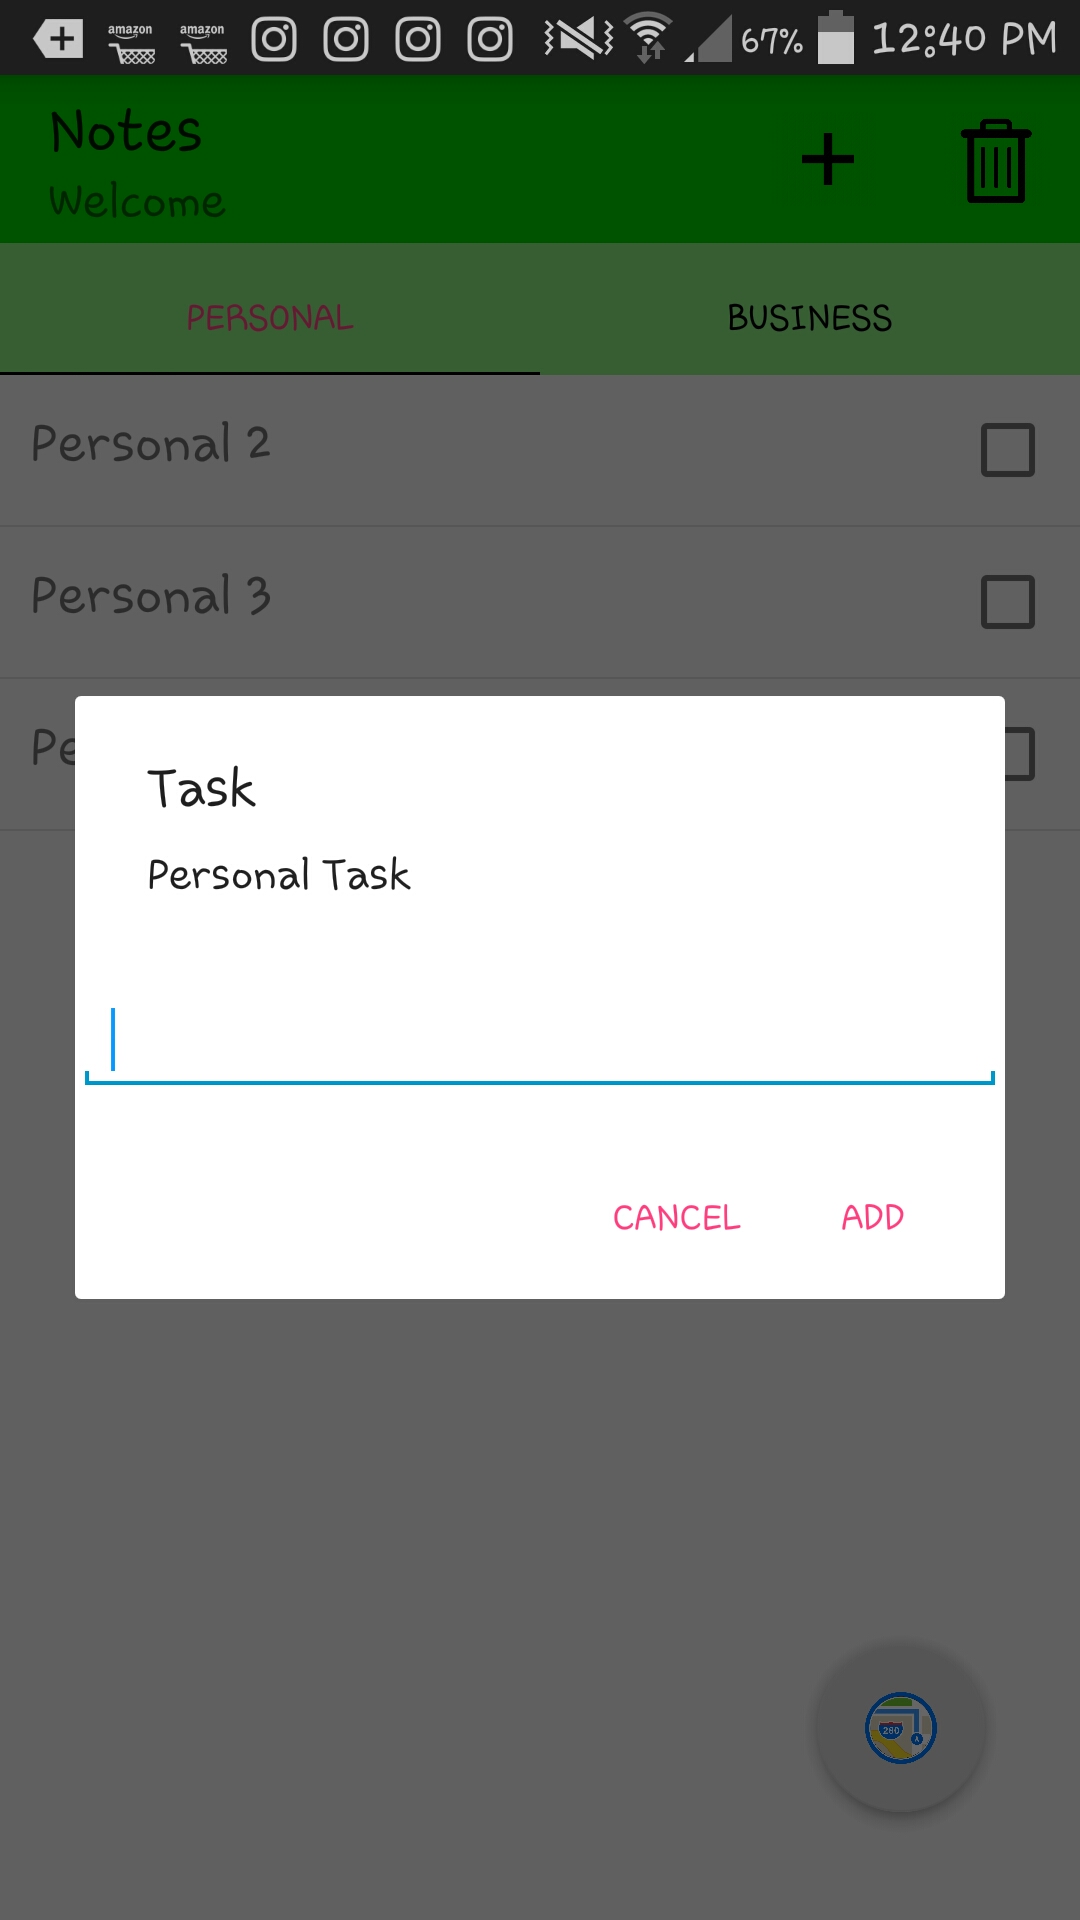 amazon amazon 67% 12:40 PM
Notes
Welcome
PERSONAL BUSINESS
Personal 2
Personal 3
Pe
Task
Personal Task
CANCEL ADD
280